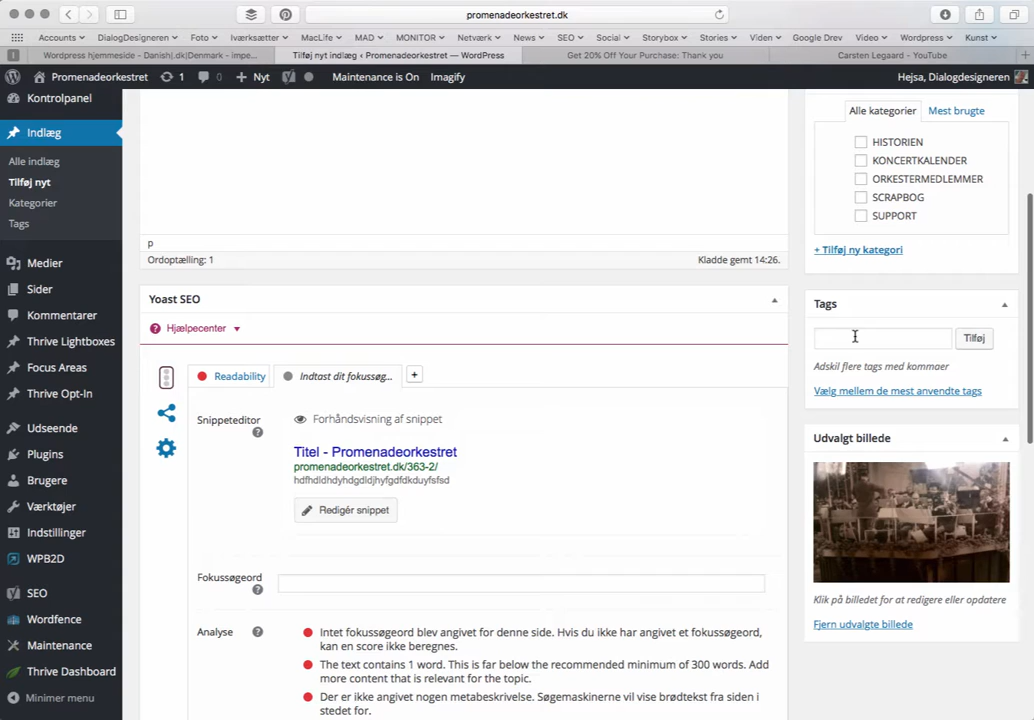 promenadeorkestret.dk
Accounts DialogDesigneren Foto Iværksætter MacLife MAD MONITOR Netværk News SEO Social Storybox Stories Viden Google Drev Video Wordpress Kunst
Wordpress hjemmeside - Danish|.dk|Denmark - impe...
Tilføj nyt indlæg ‹ Promenadeorkestret — WordPress
Get 20% Off Your Purchase: Thank you
Carsten Legaard - YouTube
Promenadeorkestret 1 0 Nyt Maintenance is On Imagify
Hejsa, Dialogdesigneren
Kontrolpanel
Indlæg
Alle indlæg
Tilføj nyt
Kategorier
Tags
Medier
Sider
Kommentarer
Thrive Lightboxes
Focus Areas
Thrive Opt-In
Udseende
Plugins
Brugere
Værktøjer
Indstillinger
WPB2D
SEO
Wordfence
Maintenance
Thrive Dashboard
Minimer menu
p
Ordoptælling: 1
Kladde gemt 14:26.
Yoast SEO
Hjælpecenter
Readability
Indtast dit fokussøg...
+
Snippeteditor
Forhåndsvisning af snippet
Titel - Promenadeorkestret
promenadeorkestret.dk/363-2/
hdfhdldhdyhdgdldjhyfgdfdkduyfsfsd
Redigér snippet
Fokussøgeord
Analyse
Intet fokussøgeord blev angivet for denne side. Hvis du ikke har angivet et fokussøgeord,
kan en score ikke beregnes.
The text contains 1 word. This is far below the recommended minimum of 300 words. Add
more content that is relevant for the topic.
Der er ikke angivet nogen metabeskrivelse. Søgemaskinerne vil vise brødtekst fra siden i
stedet for.
Alle kategorier
Mest brugte
HISTORIEN
KONCERTKALENDER
ORKESTERMEDLEMMER
SCRAPBOG
SUPPORT
+ Tilføj ny kategori
Tags
Tilføj
Adskil flere tags med kommaer
Vælg mellem de mest anvendte tags
Udvalgt billede
Klik på billedet for at redigere eller opdatere
Fjern udvalgte billede